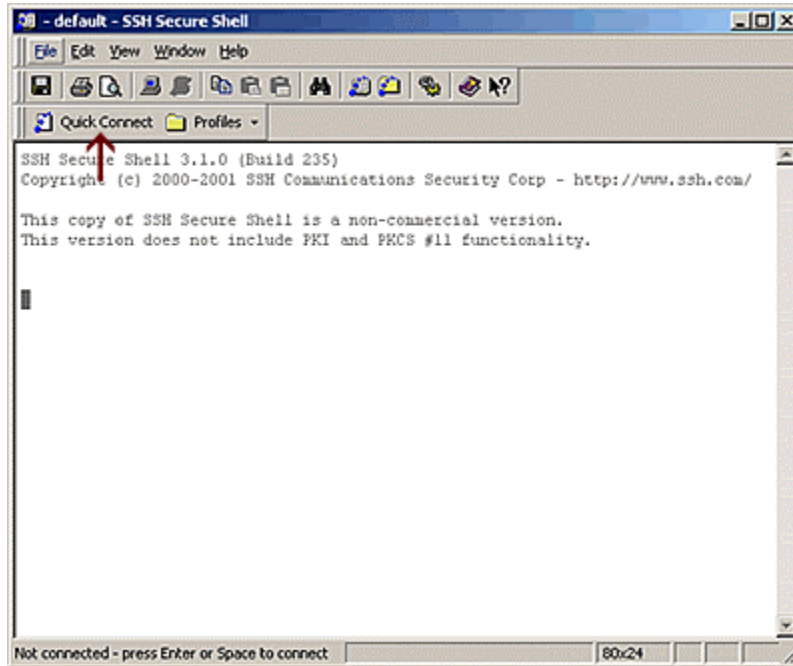 - default - SSH Secure Shell
File Edit View Window Help
Quick Connect Profiles
SSH Secure Shell 3.1.0 (Build 235)
Copyright (c) 2000-2001 SSH Communications Security Corp - http://www.ssh.com/
This copy of SSH Secure Shell is a non-commercial version.
This version does not include PKI and PKCS #11 functionality.
Not connected - press Enter or Space to connect 80x24